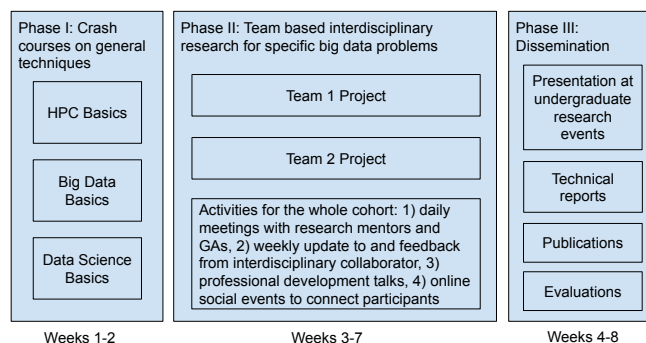 Phase I: Crash
courses on general
techniques
HPC Basics
Big Data
Basics
Data Science
Basics
Weeks 1-2
Phase II: Team based interdisciplinary
research for specific big data problems
Team 1 Project
Team 2 Project
Activities for the whole cohort: 1) daily
meetings with research mentors and
GAs, 2) weekly update to and feedback
from interdisciplinary collaborator, 3)
professional development talks, 4) online
social events to connect participants
Weeks 3-7
Phase III:
Dissemination
Presentation at
undergraduate
research
events
Technical
reports
Publications
Evaluations
Weeks 4-8